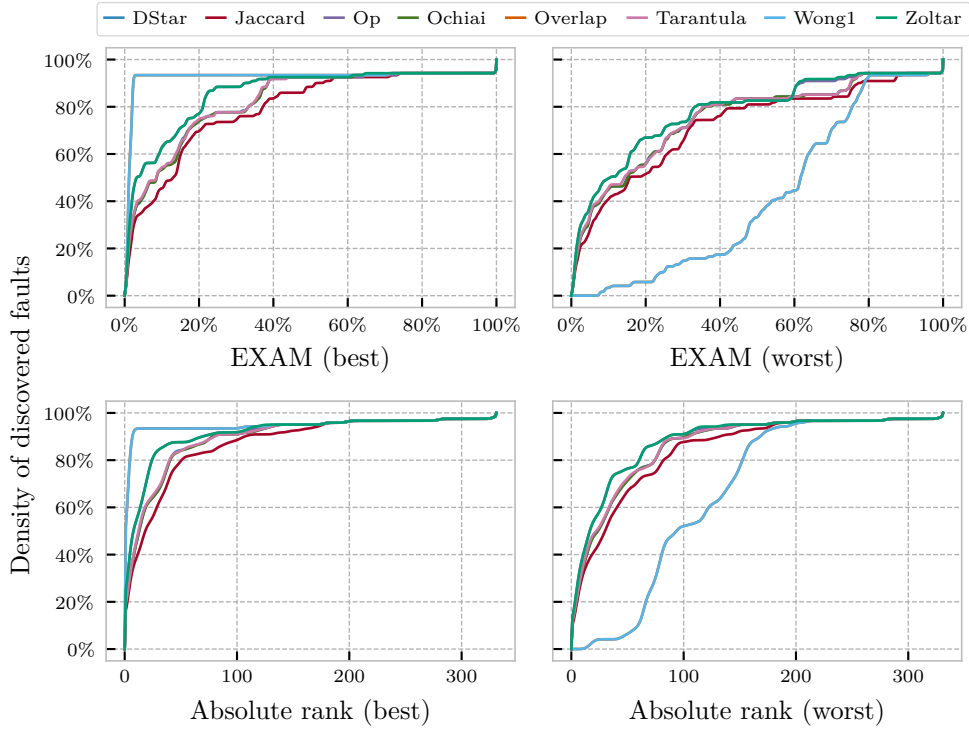 DStar Jaccard Op Ochiai Overlap Tarantula Wong1 Zoltar
Density of discovered faults
100%
80%
60%
40%
20%
0%
0% 20% 40% 60% 80% 100%
EXAM (best)
0% 20% 40% 60% 80% 100%
EXAM (worst)
100%
80%
60%
40%
20%
0%
0 100 200 300
Absolute rank (best)
0 100 200 300
Absolute rank (worst)